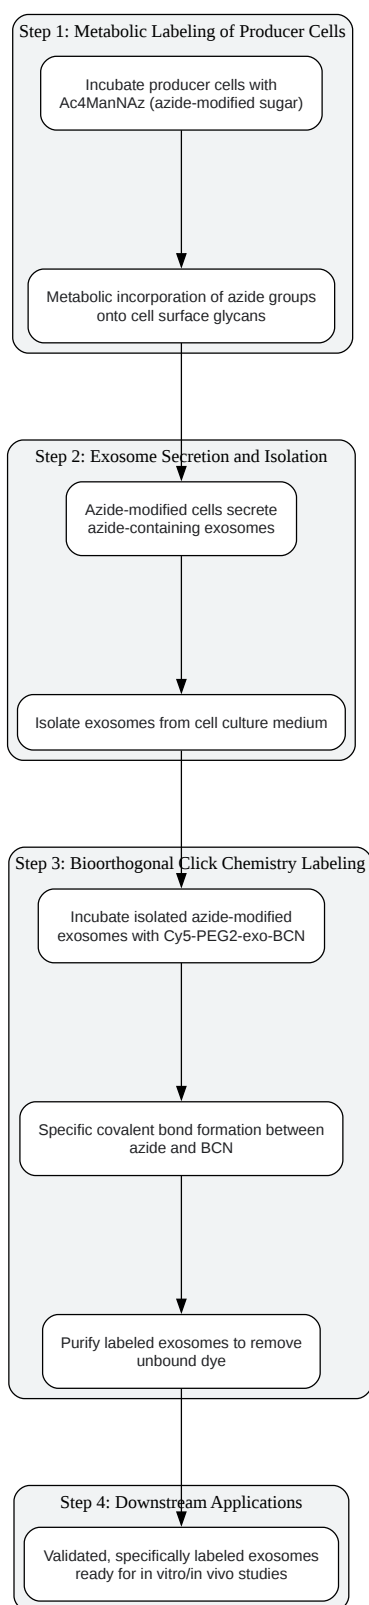 Step 1: Metabolic Labeling of Producer Cells
Incubate producer cells with
Ac4ManNAz (azide-modified sugar)
Metabolic incorporation of azide groups
onto cell surface glycans
Step 2: Exosome Secretion and Isolation
Azide-modified cells secrete
azide-containing exosomes
Isolate exosomes from cell culture medium
Step 3: Bioorthogonal Click Chemistry Labeling
Incubate isolated azide-modified
exosomes with Cy5-PEG2-exo-BCN
Specific covalent bond formation between
azide and BCN
Purify labeled exosomes to remove
unbound dye
Step 4: Downstream Applications
Validated, specifically labeled exosomes
ready for in vitro/in vivo studies